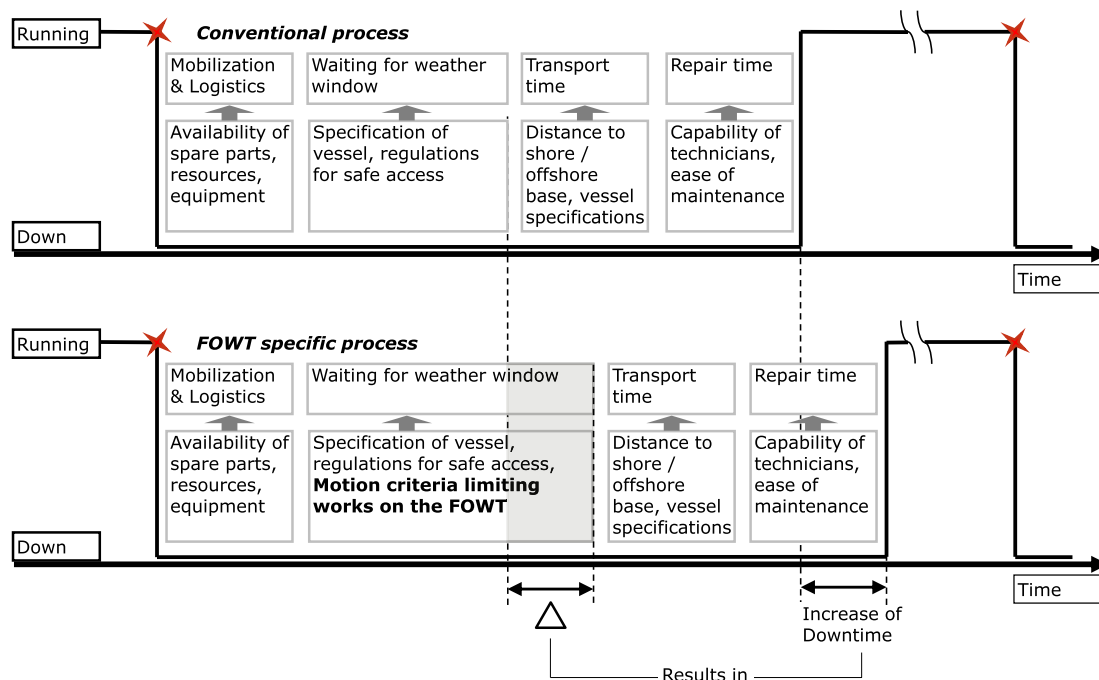 Running
Conventional process
Mobilization
& Logistics
Waiting for weather
window
Transport
time
Repair time
Availability of
spare parts,
resources,
equipment
Specification of
vessel, regulations
for safe access
Distance to
shore /
offshore
base, vessel
specifications
Capability of
technicians,
ease of
maintenance
Down
Time
Running
FOWT specific process
Mobilization
& Logistics
Waiting for weather window
Transport
time
Repair time
Availability of
spare parts,
resources,
equipment
Specification of vessel,
regulations for safe access,
Motion criteria limiting
works on the FOWT
Distance to
shore /
offshore
base, vessel
specifications
Capability of
technicians,
ease of
maintenance
Down
Time
Increase of
Downtime
Results in